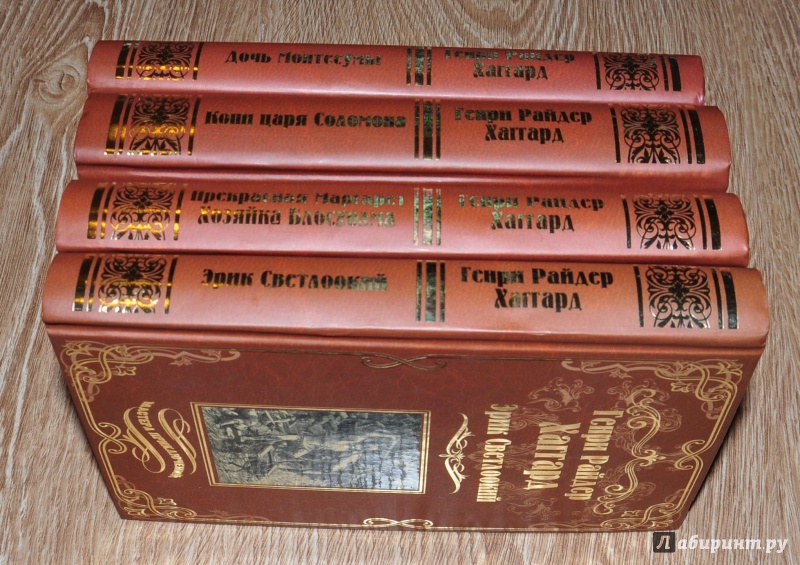 Дочь Монтесумы
Генри Райдер
Хаггард
Копи царя Соломона
Генри Райдер
Хаггард
Прекрасная Маргарет
Хозяйка Блосхолма
Генри Райдер
Хаггард
Эрик Светлоокий
Генри Райдер
Хаггард
Генри Райдер
Хаггард
Эрик Светлоокий
Лабиринт.ру